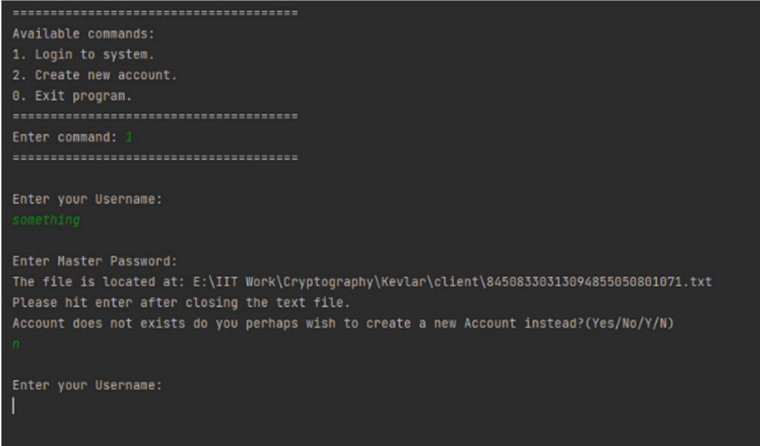 ======================================
Available commands:
1. Login to system.
2. Create new account.
0. Exit program.
======================================
Enter command: 1
======================================
Enter your Username:
something
Enter Master Password:
The file is located at: E:\IIT Work\Cryptography\Kevlar\client\84508330313094855050801071.txt
Please hit enter after closing the text file.
Account does not exists do you perhaps wish to create a new Account instead?(Yes/No/Y/N)
n
Enter your Username: